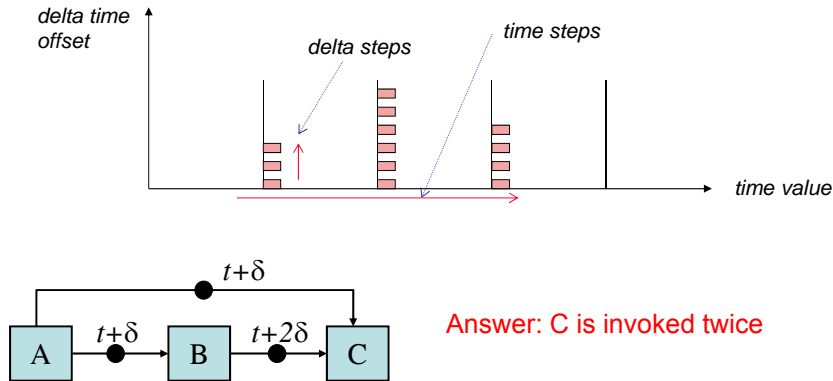 delta time
offset
delta steps
time steps
time value
t+δ
t+δ
t+2δ
A
B
C
Answer: C is invoked twice